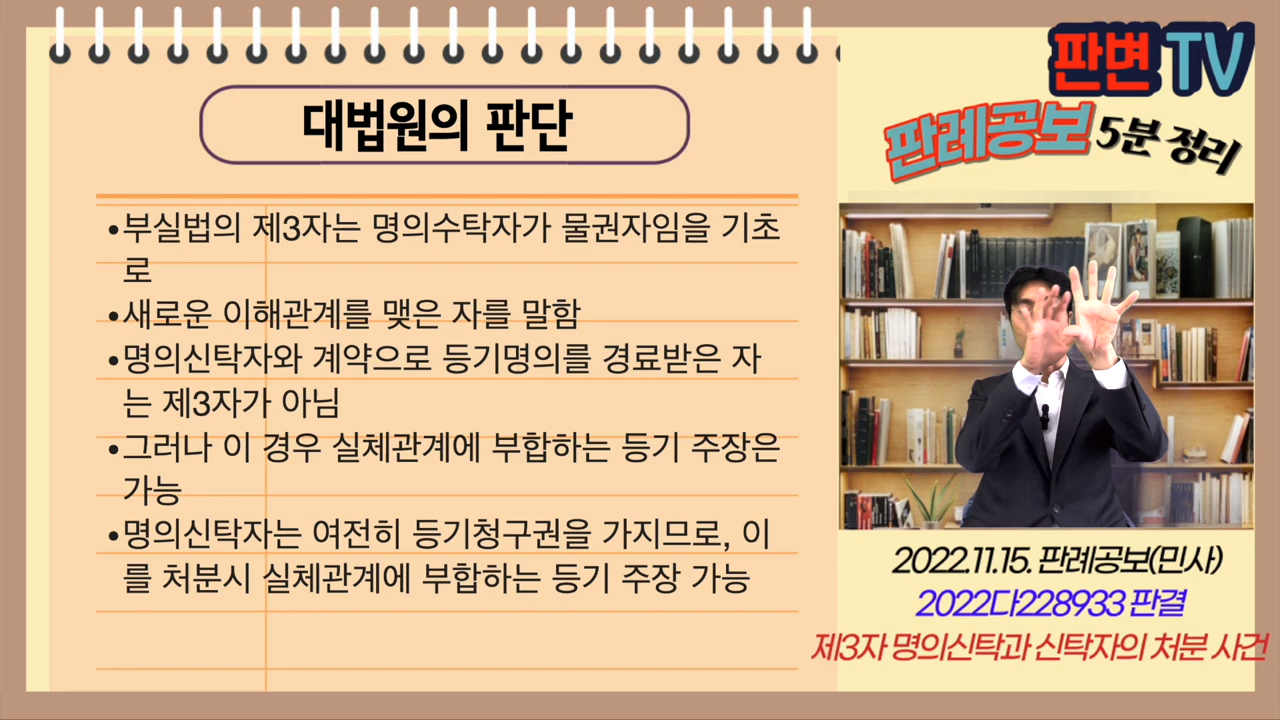 대법원의 판단
•부실법의 제3자는 명의수탁자가 물권자임을 기초
로
•새로운 이해관계를 맺은 자를 말함
•명의신탁자와 계약으로 등기명의를 경료받은 자
는 제3자가 아님
•그러나 이 경우 실체관계에 부합하는 등기 주장은
가능
•명의신탁자는 여전히 등기청구권을 가지므로, 이
를 처분시 실체관계에 부합하는 등기 주장 가능
판변 TV
판례공보 5분 정리
2022.11.15. 판례공보(민사)
2022다228933 판결
제3자 명의신탁과 신탁자의 처분 사건